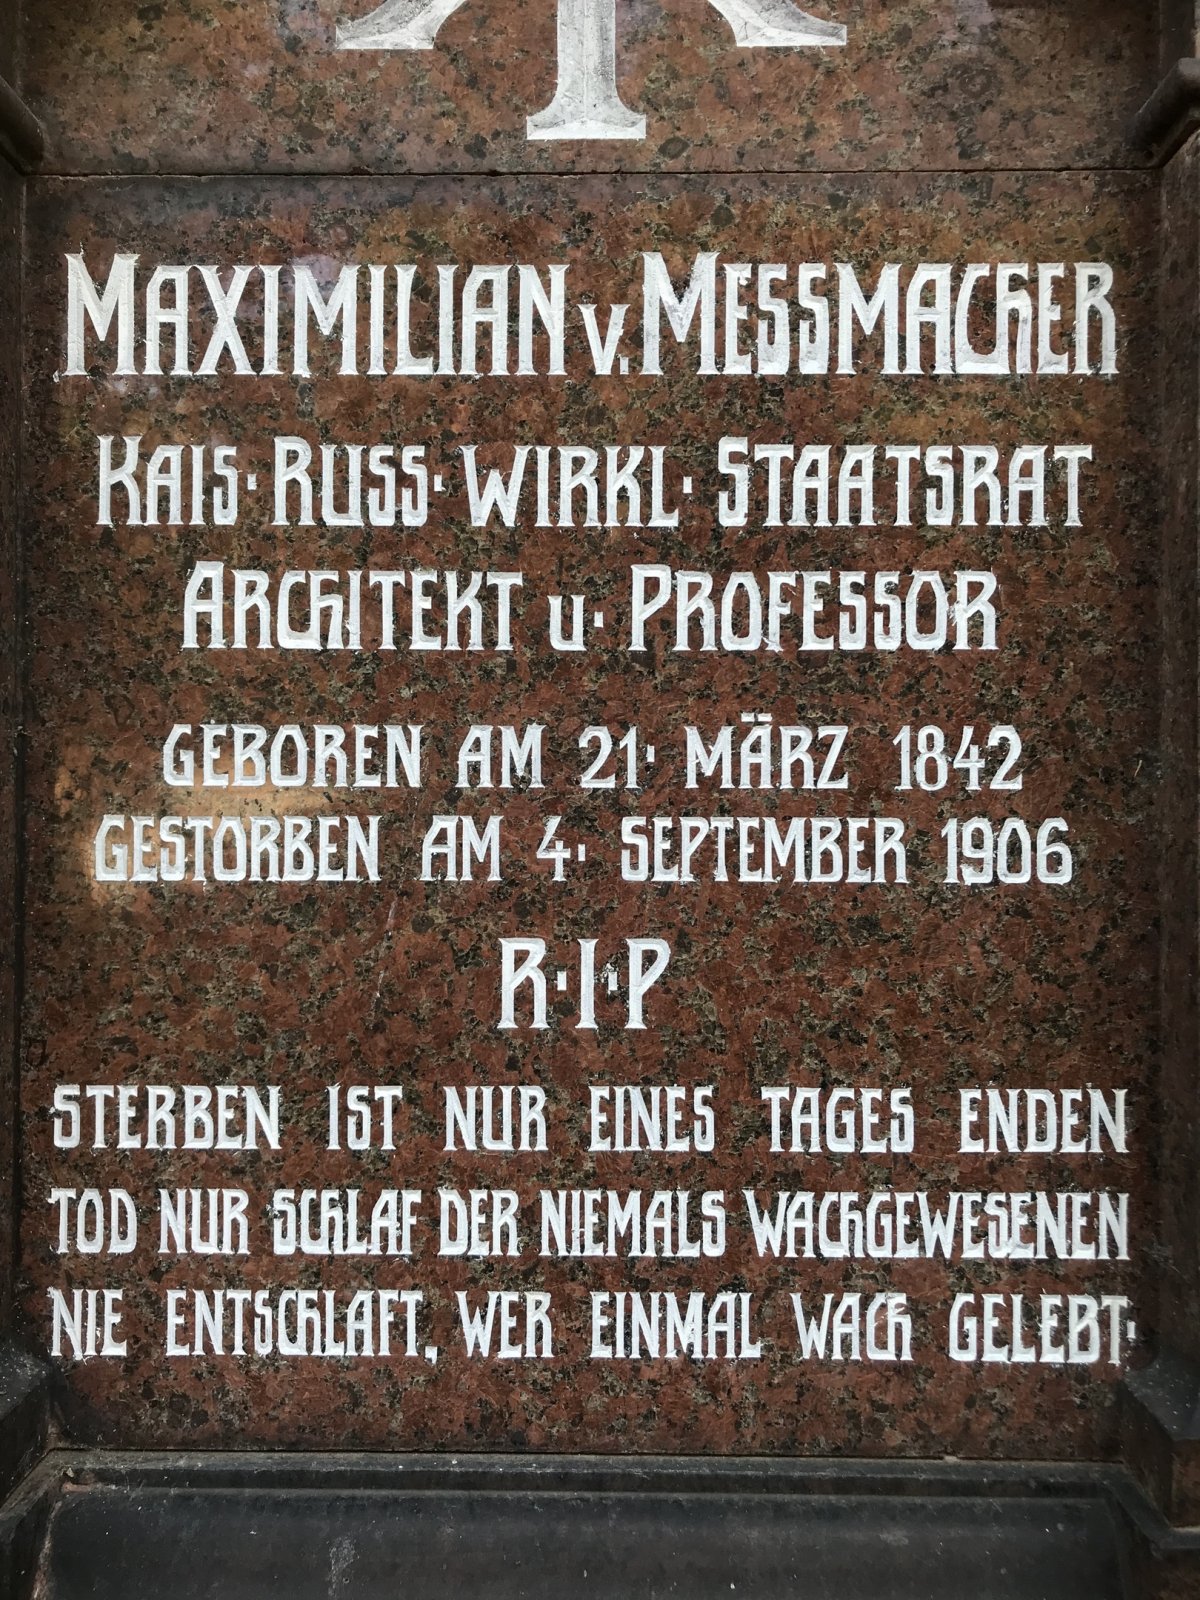 MAXIMILIAN v. MESSMACHER
KAIS· RUSS· WIRKL· STAATSRAT
ARCHITEKT u· PROFESSOR
GEBOREN AM 21· MÄRZ 1842
GESTORBEN AM 4· SEPTEMBER 1906
R·I·P
STERBEN IST NUR EINES TAGES ENDEN
TOD NUR SCHLAF DER NIEMALS WACHGEWESENEN
NIE ENTSCHLAFT, WER EINMAL WACH GELEBT·